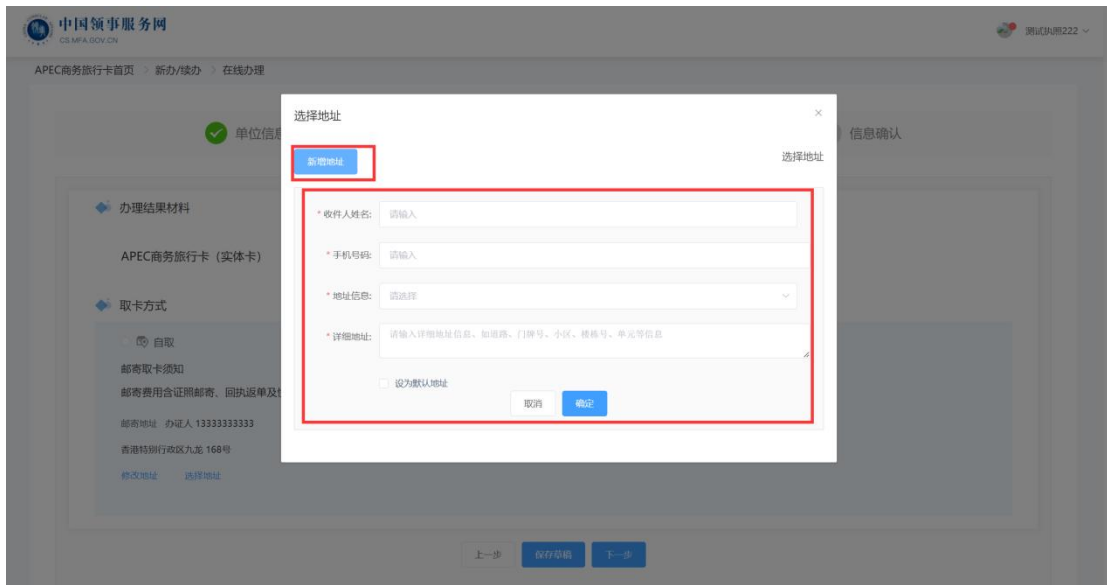 中国领事服务网
CS.MFA.GOV.CN
测试执照222
APEC商务旅行卡首页 > 新办/续办 > 在线办理
选择地址
×
单位信息
信息确认
新增地址
选择地址
办理结果材料
* 收件人姓名: 请输入
APEC商务旅行卡（实体卡）
* 手机号码: 请输入
* 地址信息: 请选择
取卡方式
* 详细地址: 请输入详细地址信息、如道路、门牌号、小区、楼栋号、单元等信息
自取
邮寄取卡须知
设为默认地址
邮寄费用含证照邮寄、回执返单及
取消 确定
邮寄地址 办证人 13333333333
香港特别行政区九龙 168号
修改地址 选择地址
上一步 保存草稿 下一步